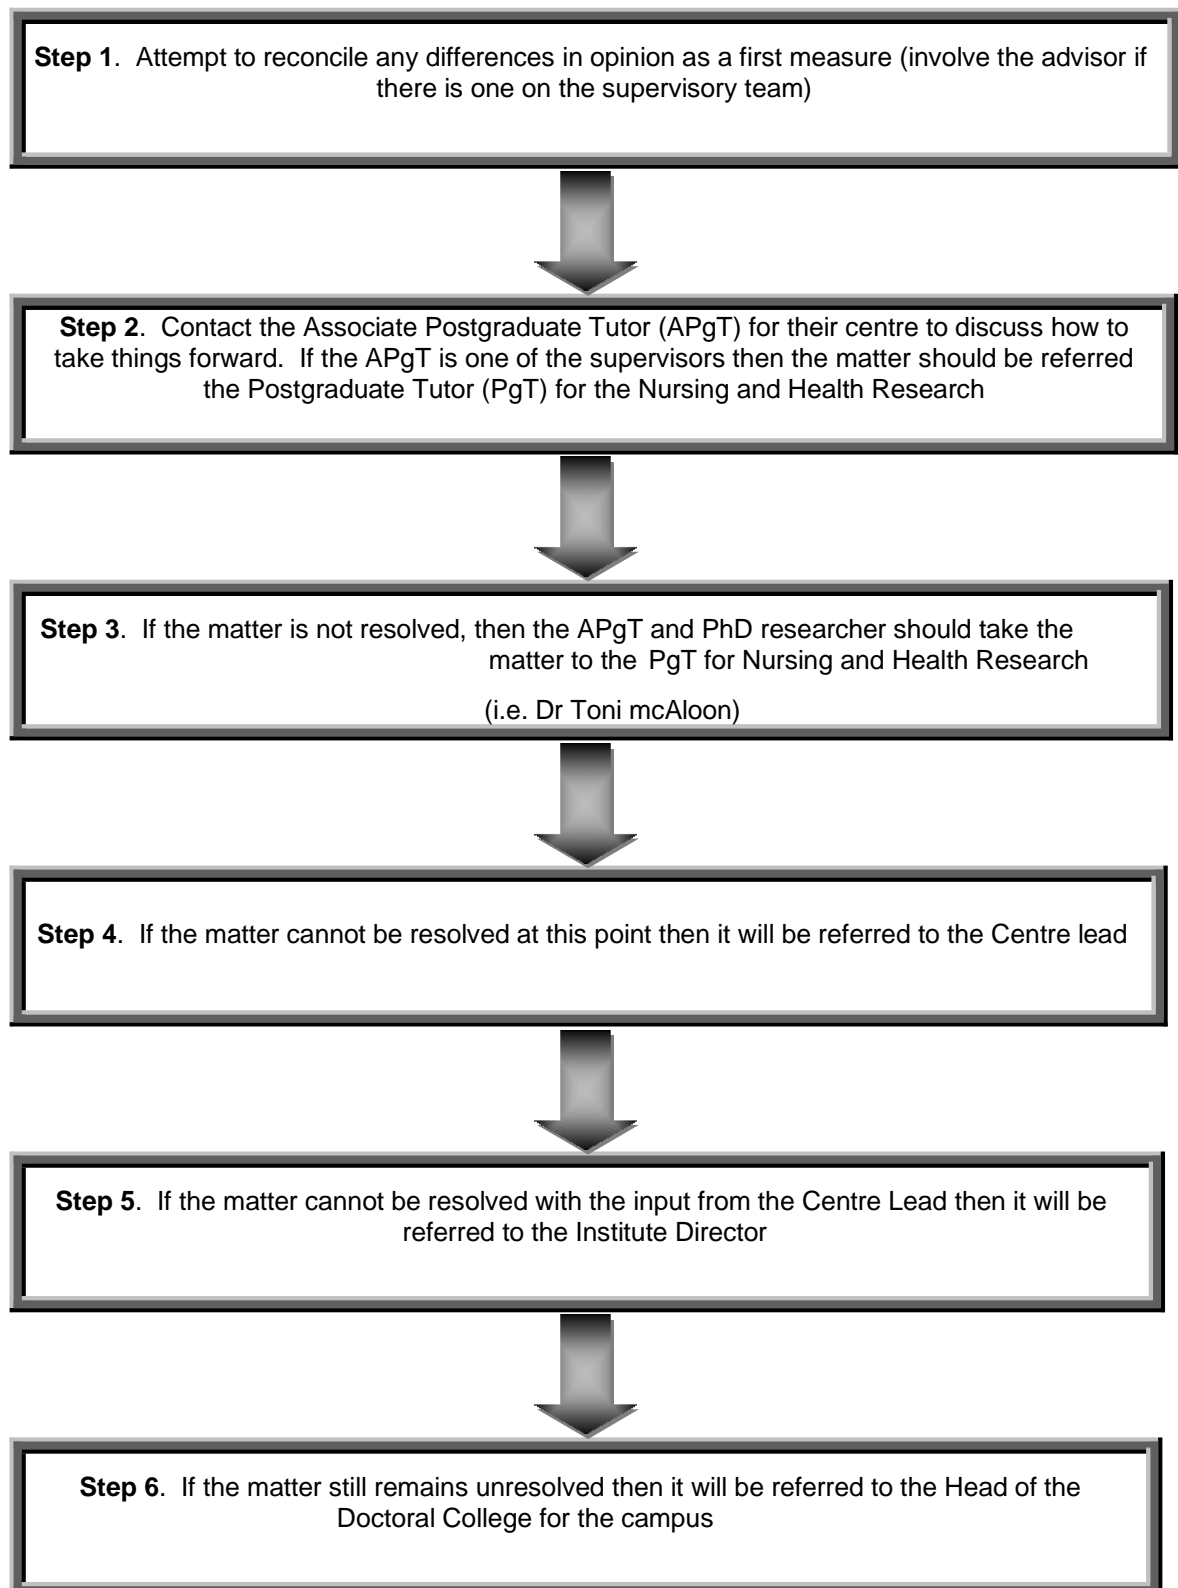 Step 1. Attempt to reconcile any differences in opinion as a first measure (involve the advisor if
there is one on the supervisory team)
Step 2. Contact the Associate Postgraduate Tutor (APgT) for their centre to discuss how to
take things forward. If the APgT is one of the supervisors then the matter should be referred
the Postgraduate Tutor (PgT) for the Nursing and Health Research
Step 3. If the matter is not resolved, then the APgT and PhD researcher should take the
matter to the PgT for Nursing and Health Research
(i.e. Dr Toni mcAloon)
Step 4. If the matter cannot be resolved at this point then it will be referred to the Centre lead
Step 5. If the matter cannot be resolved with the input from the Centre Lead then it will be
referred to the Institute Director
Step 6. If the matter still remains unresolved then it will be referred to the Head of the
Doctoral College for the campus